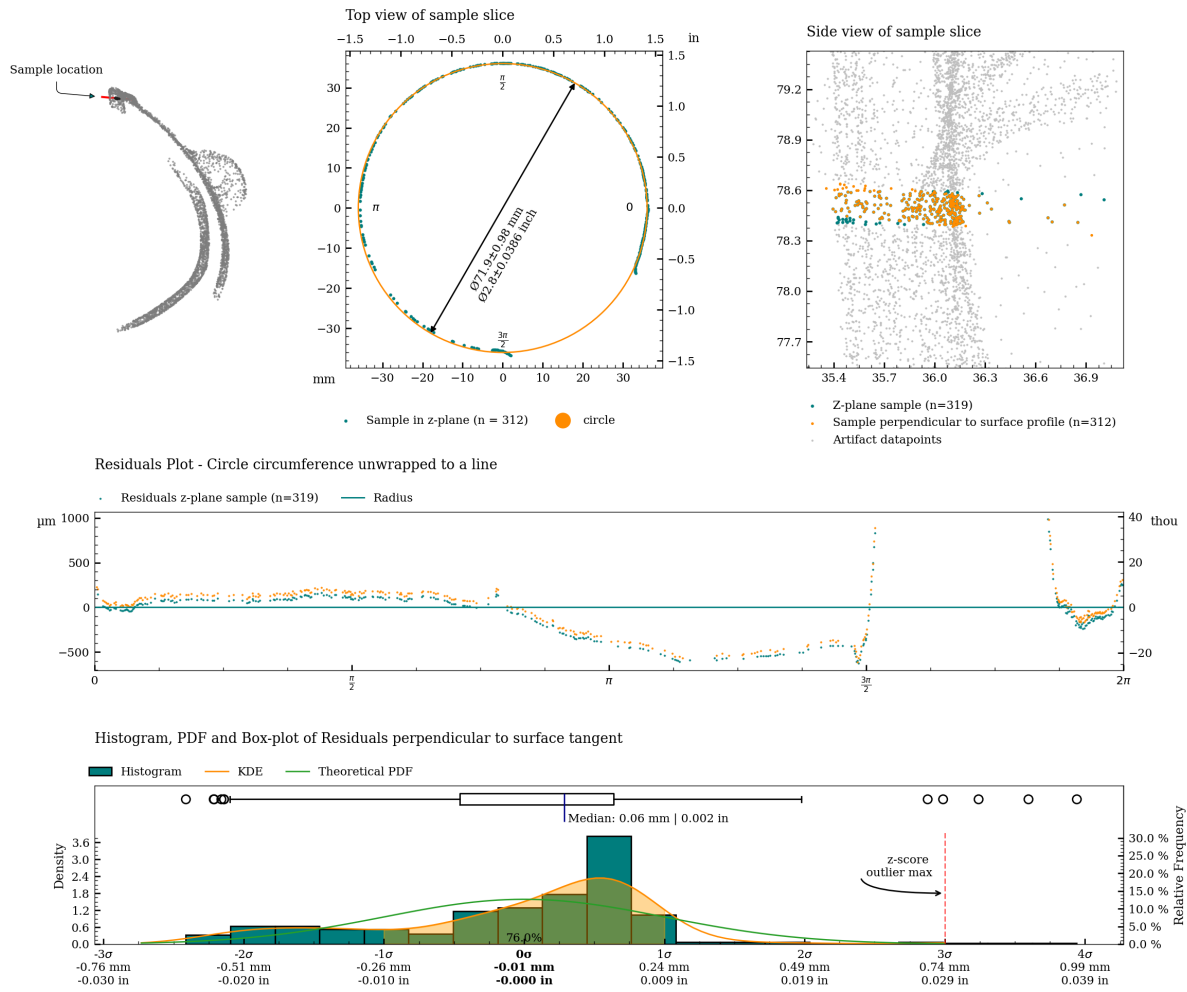 Top view of sample slice
Side view of sample slice
Sample location
−1.5 −1.0 −0.5 0.0 0.5 1.0 1.5 in
30
20
10
0
−10
−20
−30
1.5
1.0
0.5
0.0
−0.5
−1.0
−1.5
π/2
π
0
3π/2
Ø71.9±0.98 mm
Ø2.8±0.0386 inch
mm
−30 −20 −10 0 10 20 30
Sample in z-plane (n = 312)
circle
79.2
78.9
78.6
78.3
78.0
77.7
35.4 35.7 36.0 36.3 36.6 36.9
Z-plane sample (n=319)
Sample perpendicular to surface profile (n=312)
Artifact datapoints
Residuals Plot - Circle circumference unwrapped to a line
Residuals z-plane sample (n=319)
Radius
µm
1000
500
0
−500
40
20
0
−20
thou
0 π/2 π 3π/2 2π
Histogram, PDF and Box-plot of Residuals perpendicular to surface tangent
Histogram
KDE
Theoretical PDF
Median: 0.06 mm | 0.002 in
Density
3.6
3.0
2.4
1.8
1.2
0.6
0.0
z-score
outlier max
30.0 %
25.0 %
20.0 %
15.0 %
10.0 %
5.0 %
0.0 %
Relative Frequency
76.0%
-3σ -2σ -1σ 0σ 1σ 2σ 3σ 4σ
-0.76 mm -0.51 mm -0.26 mm -0.01 mm 0.24 mm 0.49 mm 0.74 mm 0.99 mm
-0.030 in -0.020 in -0.010 in -0.000 in 0.009 in 0.019 in 0.029 in 0.039 in